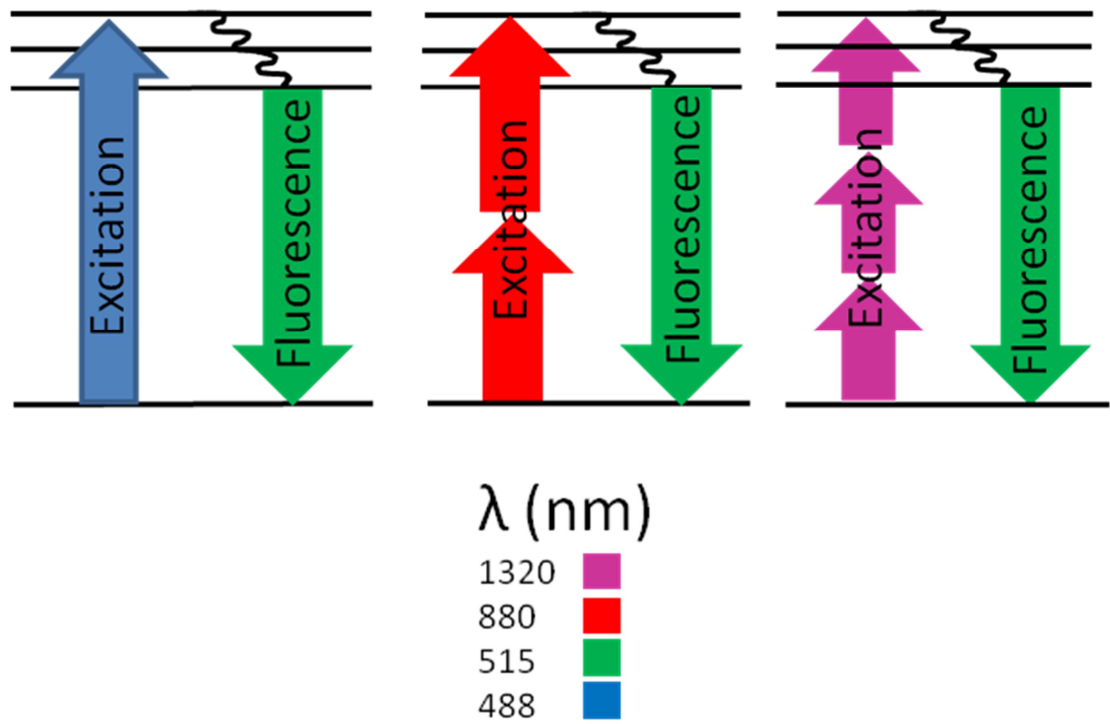 Excitation
Fluorescence
Excitation
Fluorescence
Excitation
Fluorescence
λ (nm)
1320
880
515
488